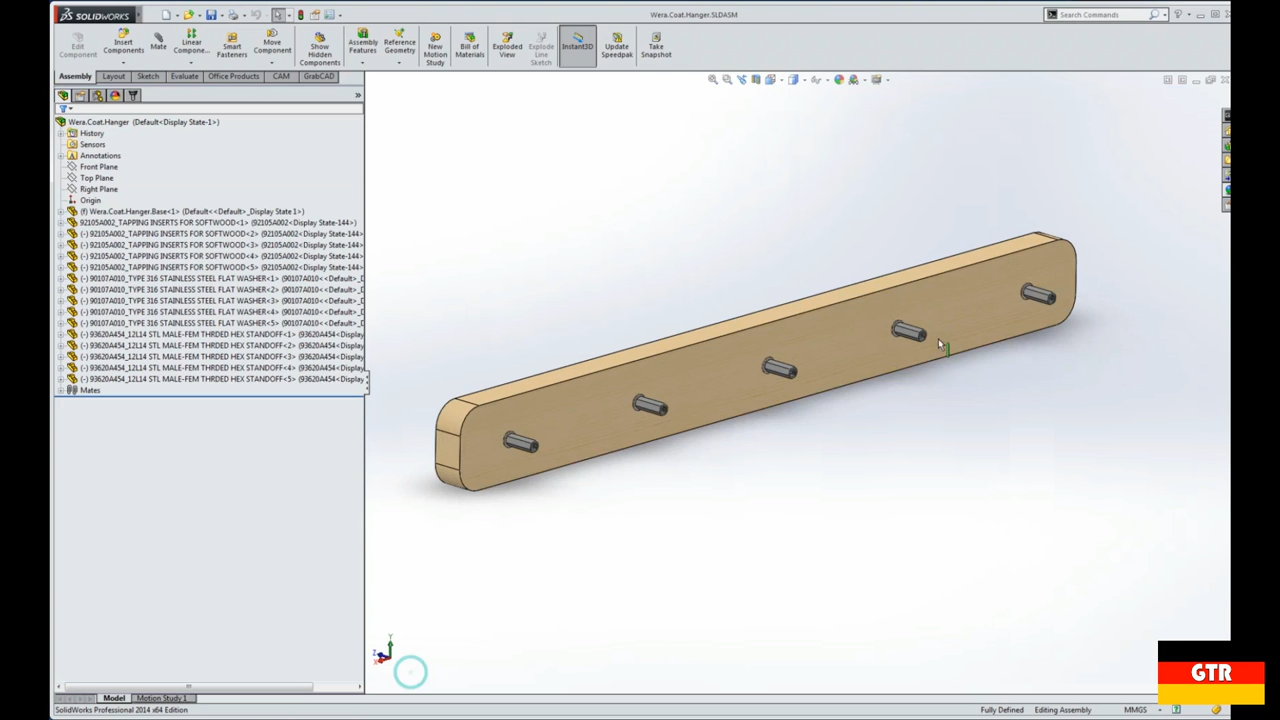 SOLIDWORKS
Wera.Coat.Hanger.SLDASM
Search Commands
Edit Component
Insert Components
Mate
Linear Compone...
Smart Fasteners
Move Component
Show Hidden Components
Assembly Features
Reference Geometry
New Motion Study
Bill of Materials
Exploded View
Explode Line Sketch
Instant3D
Update Speedpak
Take Snapshot
Assembly
Layout
Sketch
Evaluate
Office Products
CAM
GrabCAD
Wera.Coat.Hanger (Default<Display State-1>)
History
Sensors
Annotations
Front Plane
Top Plane
Right Plane
Origin
(f) Wera.Coat.Hanger.Base<1> (Default<<Default>_Display State 1>)
92105A002_TAPPING INSERTS FOR SOFTWOOD<1> (92105A002<Display State-144>)
(-) 92105A002_TAPPING INSERTS FOR SOFTWOOD<2> (92105A002<Display State-144>
(-) 92105A002_TAPPING INSERTS FOR SOFTWOOD<3> (92105A002<Display State-144>
(-) 92105A002_TAPPING INSERTS FOR SOFTWOOD<4> (92105A002<Display State-144>
(-) 92105A002_TAPPING INSERTS FOR SOFTWOOD<5> (92105A002<Display State-144>
(-) 90107A010_TYPE 316 STAINLESS STEEL FLAT WASHER<1> (90107A010<<Default>_D
(-) 90107A010_TYPE 316 STAINLESS STEEL FLAT WASHER<2> (90107A010<<Default>_D
(-) 90107A010_TYPE 316 STAINLESS STEEL FLAT WASHER<3> (90107A010<<Default>_D
(-) 90107A010_TYPE 316 STAINLESS STEEL FLAT WASHER<4> (90107A010<<Default>_D
(-) 90107A010_TYPE 316 STAINLESS STEEL FLAT WASHER<5> (90107A010<<Default>_D
(-) 93620A454_12L14 STL MALE-FEM THRDED HEX STANDOFF<1> (93620A454<Display
(-) 93620A454_12L14 STL MALE-FEM THRDED HEX STANDOFF<2> (93620A454<Display
(-) 93620A454_12L14 STL MALE-FEM THRDED HEX STANDOFF<3> (93620A454<Display
(-) 93620A454_12L14 STL MALE-FEM THRDED HEX STANDOFF<4> (93620A454<Display
(-) 93620A454_12L14 STL MALE-FEM THRDED HEX STANDOFF<5> (93620A454<Display
Mates
Y
Z
X
GTR
Model
Motion Study 1
SolidWorks Professional 2014 x64 Edition
Fully Defined
Editing Assembly
MMGS